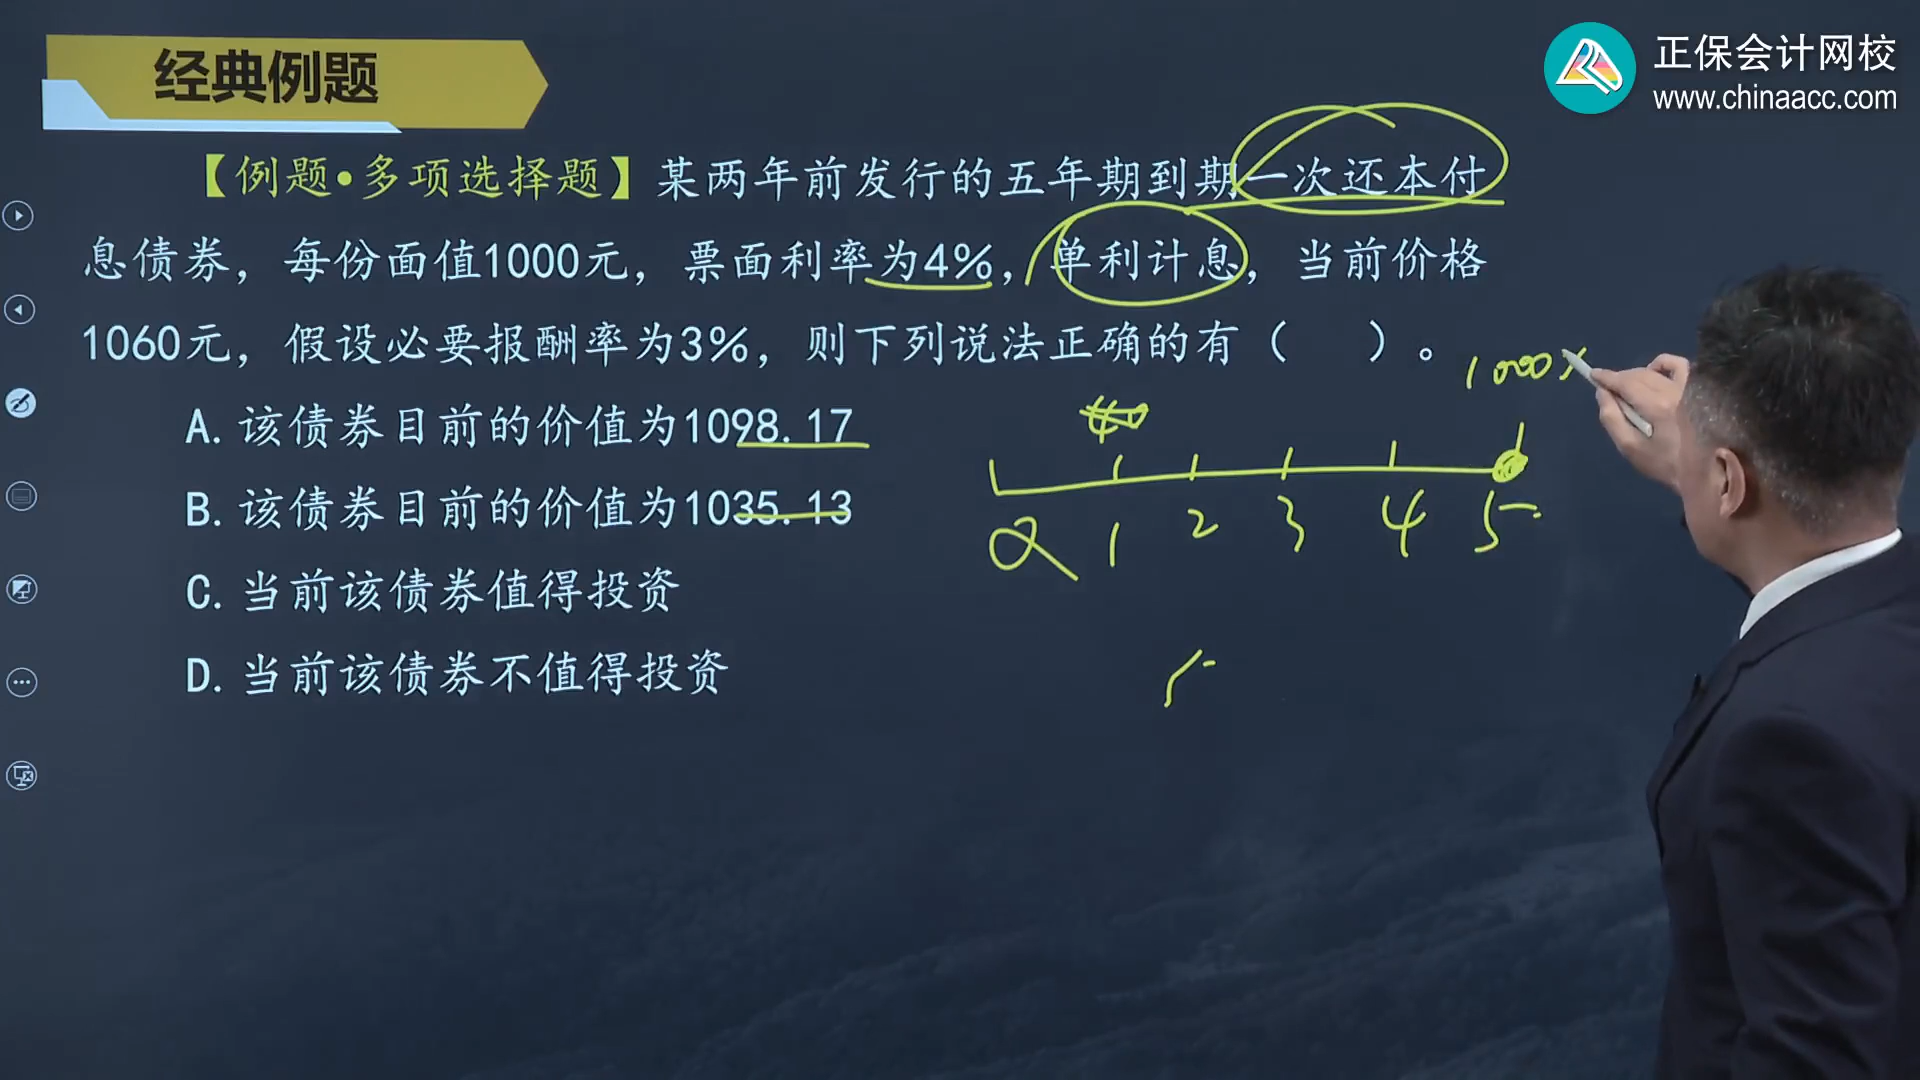 经典例题
正保会计网校
www.chinaacc.com
【例题•多项选择题】某两年前发行的五年期到期一次还本付
息债券，每份面值1000元，票面利率为4%，单利计息，当前价格
1060元，假设必要报酬率为3%，则下列说法正确的有（ ）。
1000×
A. 该债券目前的价值为1098.17
40
B. 该债券目前的价值为1035.13
0 1 2 3 4 5
C. 当前该债券值得投资
D. 当前该债券不值得投资